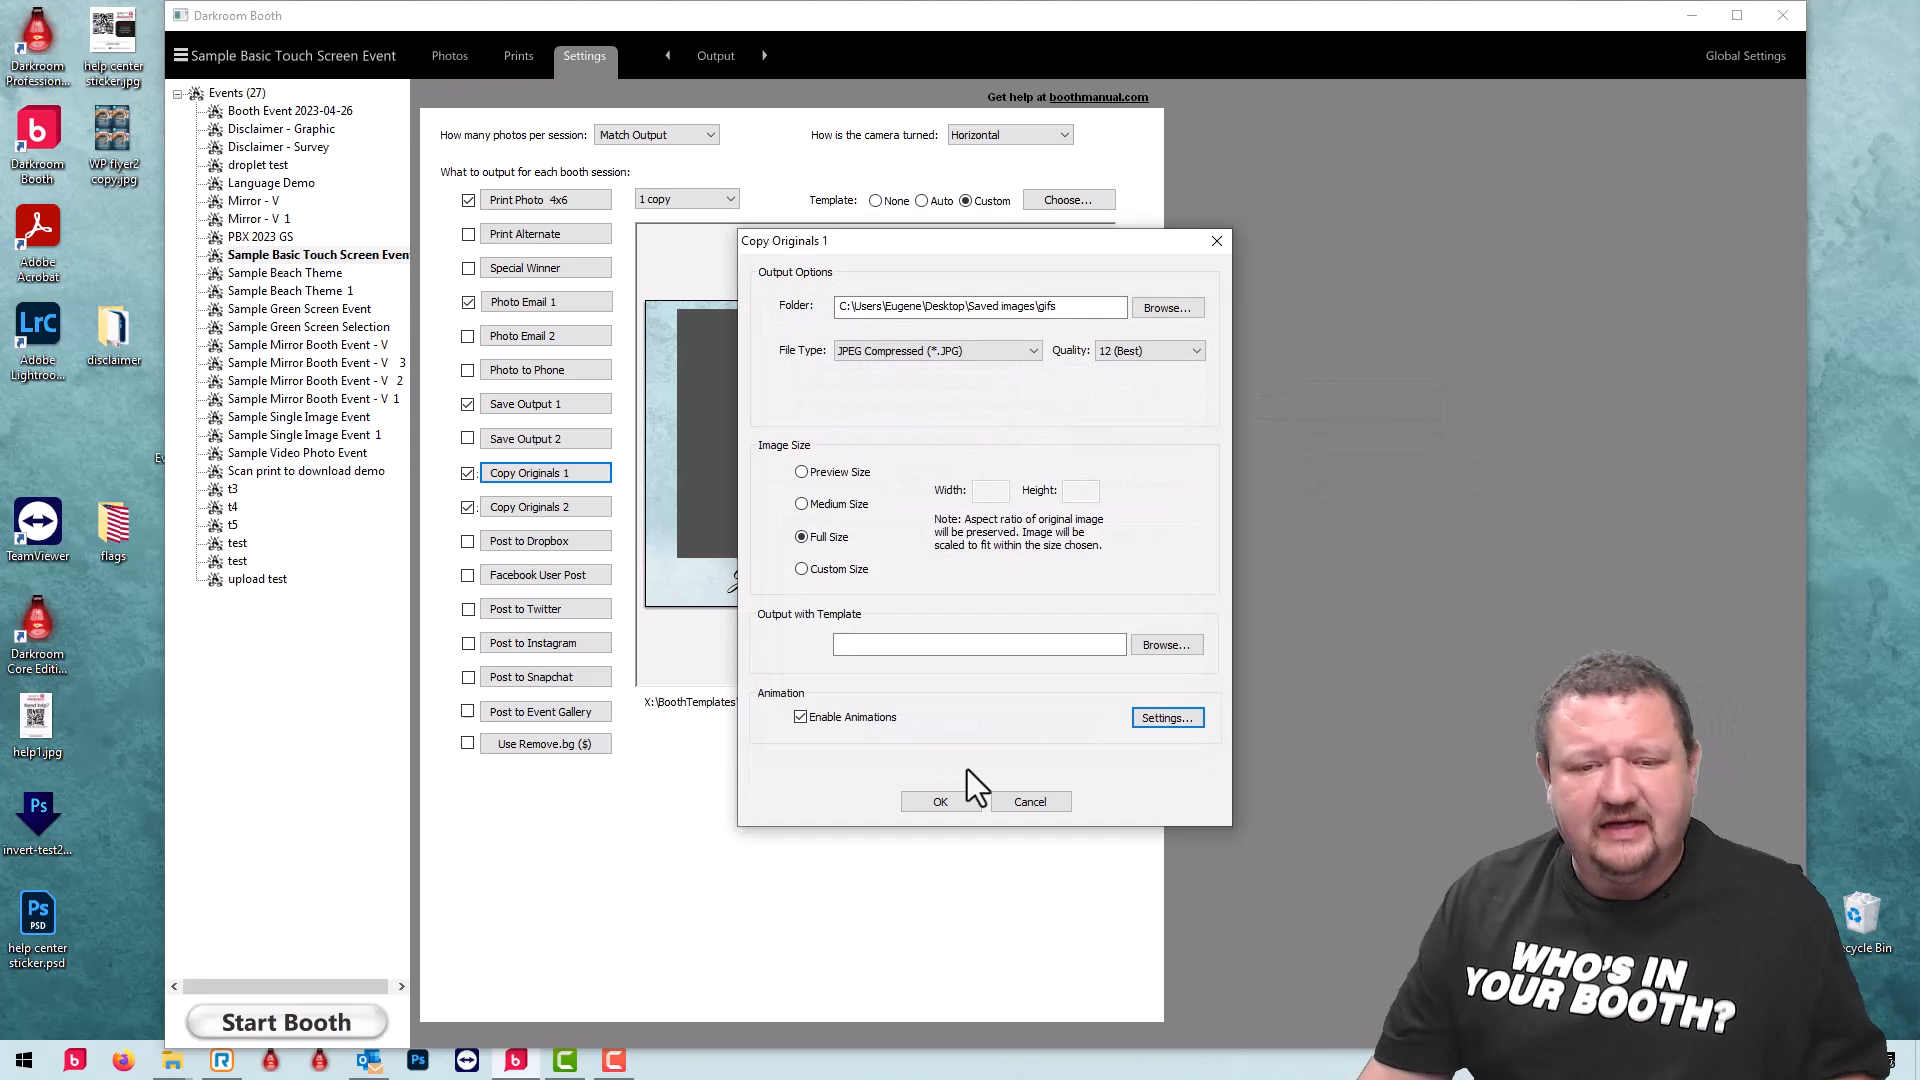 Darkroom Booth
Sample Basic Touch Screen Event
Photos
Prints
Settings
Output
Global Settings
Darkroom
Profession...
help center
sticker.jpg
Darkroom
Booth
WP flyer2
copy.jpg
Adobe
Acrobat
Adobe
Lightroo...
disclaimer
TeamViewer
flags
Darkroom
Core Editi...
help1.jpg
invert-test2...
help center
sticker.psd
Events (27)
Booth Event 2023-04-26
Disclaimer - Graphic
Disclaimer - Survey
droplet test
Language Demo
Mirror - V
Mirror - V 1
PBX 2023 GS
Sample Basic Touch Screen Even
Sample Beach Theme
Sample Beach Theme 1
Sample Green Screen Event
Sample Green Screen Selection
Sample Mirror Booth Event - V
Sample Mirror Booth Event - V 3
Sample Mirror Booth Event - V 2
Sample Mirror Booth Event - V 1
Sample Single Image Event
Sample Single Image Event 1
Sample Video Photo Event
Scan print to download demo
t3
t4
t5
test
test
upload test
Start Booth
Get help at boothmanual.com
How many photos per session: Match Output
How is the camera turned: Horizontal
What to output for each booth session:
Print Photo 4x6
1 copy
Template: None Auto Custom Choose...
Print Alternate
Special Winner
Photo Email 1
Photo Email 2
Photo to Phone
Save Output 1
Save Output 2
Copy Originals 1
Copy Originals 2
Post to Dropbox
Facebook User Post
Post to Twitter
Post to Instagram
Post to Snapchat
Post to Event Gallery
Use Remove.bg ($)
X:\BoothTemplates
Copy Originals 1
Output Options
Folder: C:\Users\Eugene\Desktop\Saved images\gifs Browse...
File Type: JPEG Compressed (*.JPG) Quality: 12 (Best)
Image Size
Preview Size
Medium Size
Full Size
Custom Size
Width: Height:
Note: Aspect ratio of original image
will be preserved. Image will be
scaled to fit within the size chosen.
Output with Template
Browse...
Animation
Enable Animations
Settings...
OK
Cancel
WHO'S IN
YOUR BOOTH?
ecycle Bin